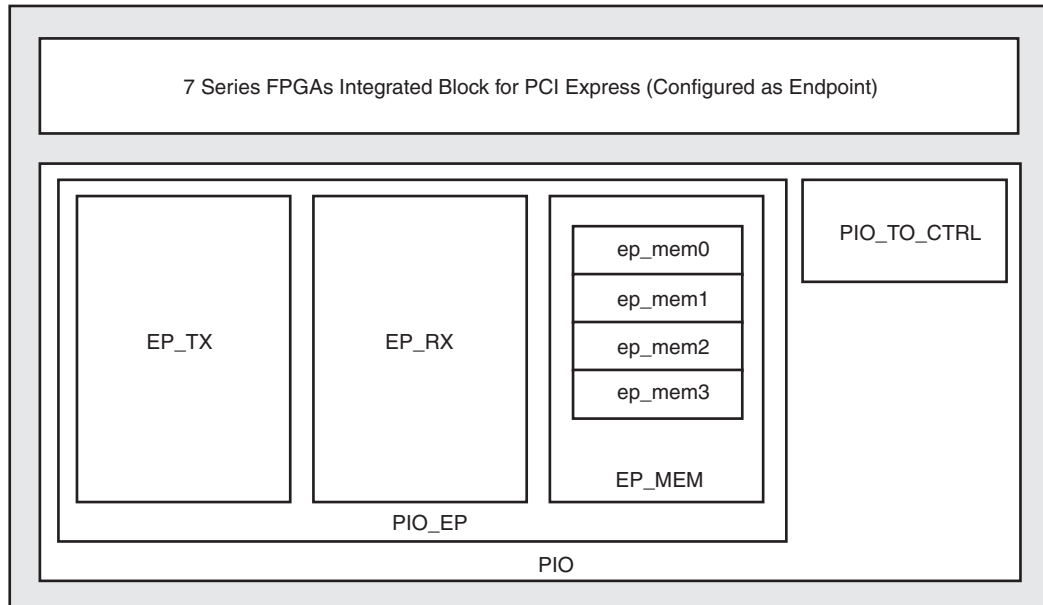 7 Series FPGAs Integrated Block for PCI Express (Configured as Endpoint)
PIO_TO_CTRL
ep_mem0
ep_mem1
EP_TX
EP_RX
ep_mem2
ep_mem3
EP_MEM
PIO_EP
PIO